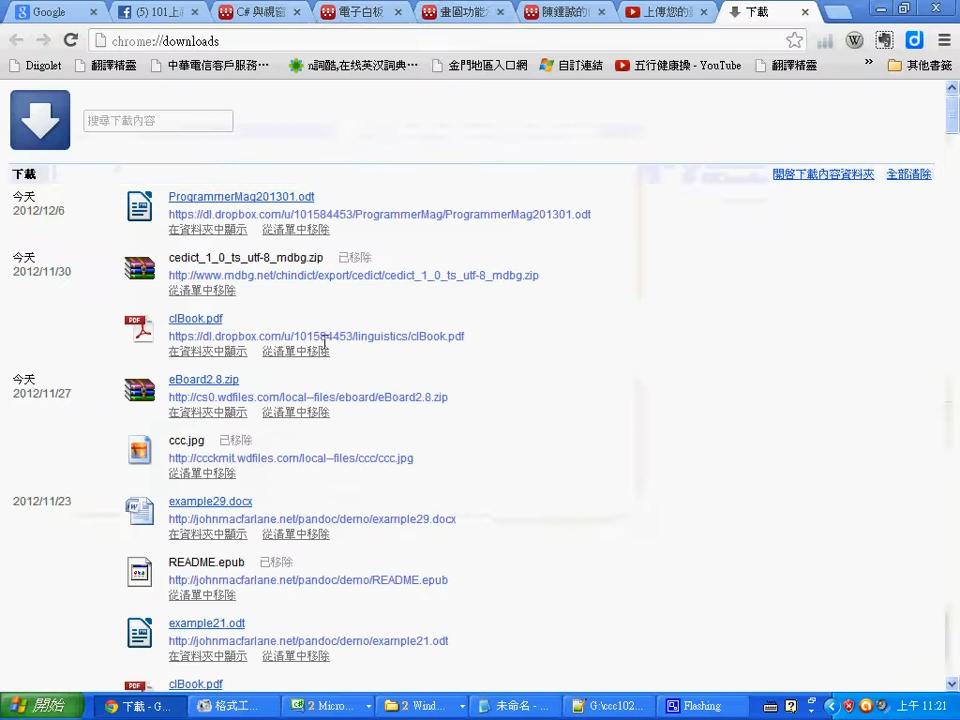 Google
(5) 101上
C# 與視窗
電子白板
畫圖功能
陳鍾誠的
上傳您的
下載
chrome://downloads
Diigolet
翻譯精靈
中華電信客戶服務…
n詞酷,在线英汉词典…
金門地區入口網
自訂連結
五行健康操 - YouTube
翻譯精靈
»
其他書籤
搜尋下載內容
下載
開啓下載內容資料夾
全部清除
今天
2012/12/6
ProgrammerMag201301.odt
https://dl.dropbox.com/u/101584453/ProgrammerMag/ProgrammerMag201301.odt
在資料夾中顯示
從清單中移除
今天
2012/11/30
cedict_1_0_ts_utf-8_mdbg.zip 已移除
http://www.mdbg.net/chindict/export/cedict/cedict_1_0_ts_utf-8_mdbg.zip
從清單中移除
PDF
clBook.pdf
https://dl.dropbox.com/u/101584453/linguistics/clBook.pdf
在資料夾中顯示
從清單中移除
今天
2012/11/27
eBoard2.8.zip
http://cs0.wdfiles.com/local--files/eboard/eBoard2.8.zip
在資料夾中顯示
從清單中移除
ccc.jpg 已移除
http://ccckmit.wdfiles.com/local--files/ccc/ccc.jpg
從清單中移除
2012/11/23
example29.docx
http://johnmacfarlane.net/pandoc/demo/example29.docx
在資料夾中顯示
從清單中移除
README.epub 已移除
http://johnmacfarlane.net/pandoc/demo/README.epub
從清單中移除
example21.odt
http://johnmacfarlane.net/pandoc/demo/example21.odt
在資料夾中顯示
從清單中移除
PDF
clBook.pdf
開始
下載 - G...
格式工...
2 Micro...
2 Wind...
未命名 - ...
G:\ccc102...
Flashing
上午 11:21